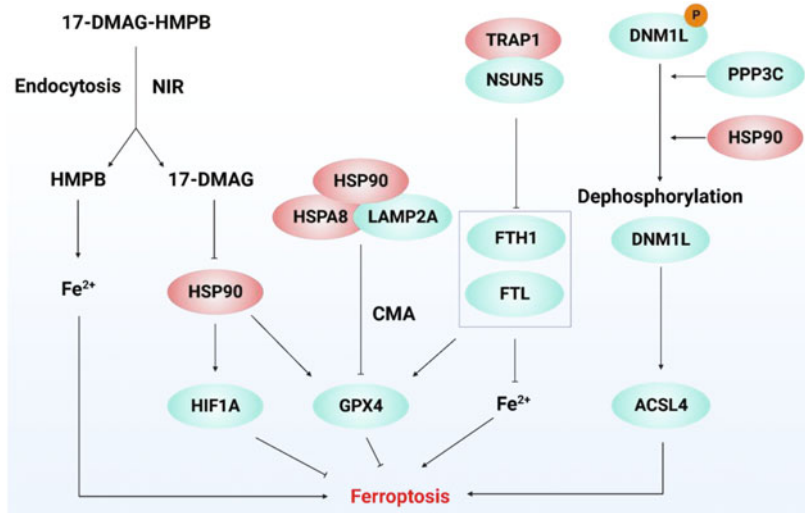 17-DMAG-HMPB
Endocytosis
NIR
HMPB
17-DMAG
Fe²⁺
HSP90
HIF1A
HSP90
HSPA8
LAMP2A
CMA
GPX4
TRAP1
NSUN5
FTH1
FTL
Fe²⁺
DNM1L
P
PPP3C
HSP90
Dephosphorylation
DNM1L
ACSL4
Ferroptosis